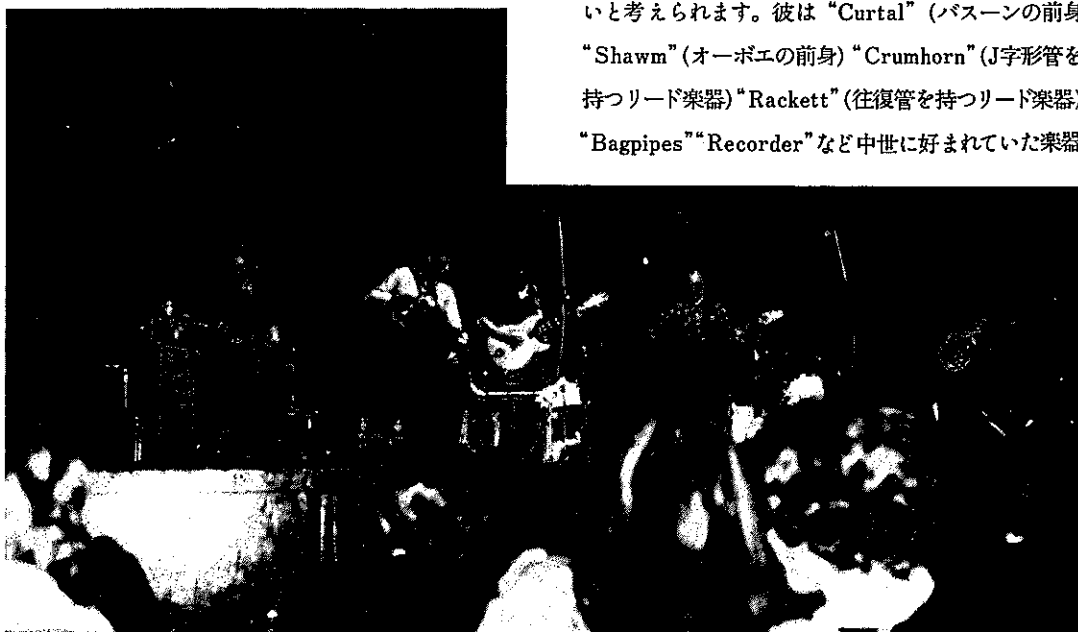 いと考えられます。彼は “Curtal” (バスーンの前身
“Shawm” (オーボエの前身) “Crumhorn” (J字形管を
持つリード楽器) “Rackett” (往復管を持つリード楽器)
“Bagpipes” “Recorder” など中世に好まれていた楽器